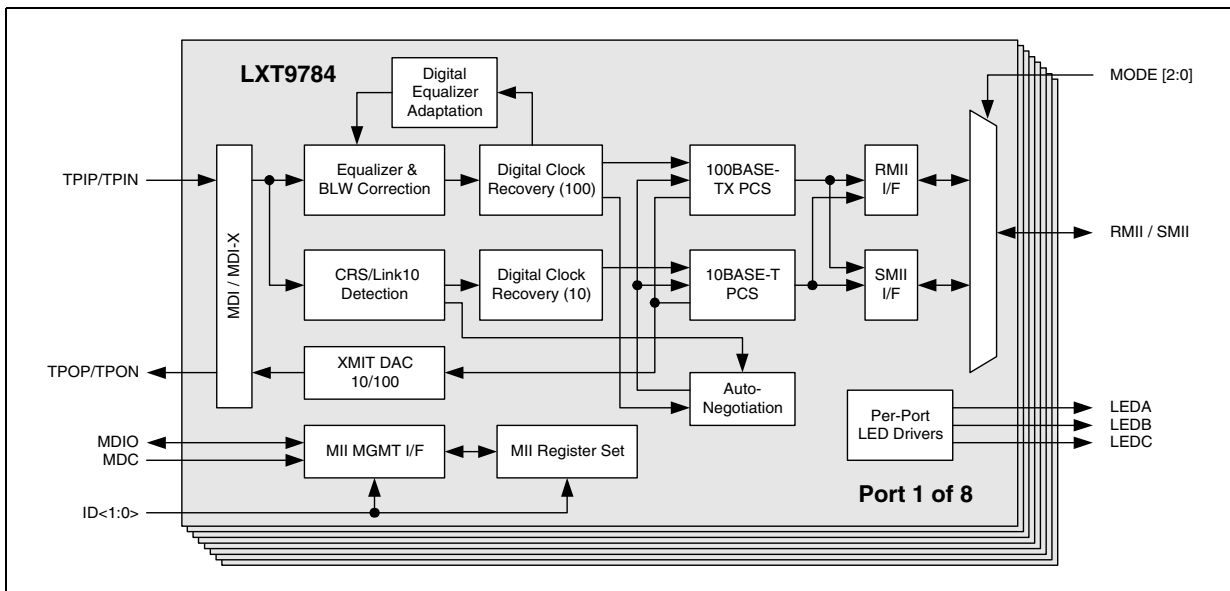 LXT9784
Digital
Equalizer
Adaptation
MODE [2:0]
TPIP/TPIN
MDI / MDI-X
Equalizer &
BLW Correction
Digital Clock
Recovery (100)
100BASE-
TX PCS
RMII
I/F
RMII / SMII
CRS/Link10
Detection
Digital Clock
Recovery (10)
10BASE-T
PCS
SMII
I/F
TPOP/TPON
XMIT DAC
10/100
Auto-
Negotiation
Per-Port
LED Drivers
LEDA
LEDB
LEDC
MDIO
MDC
MII MGMT I/F
MII Register Set
Port 1 of 8
ID<1:0>